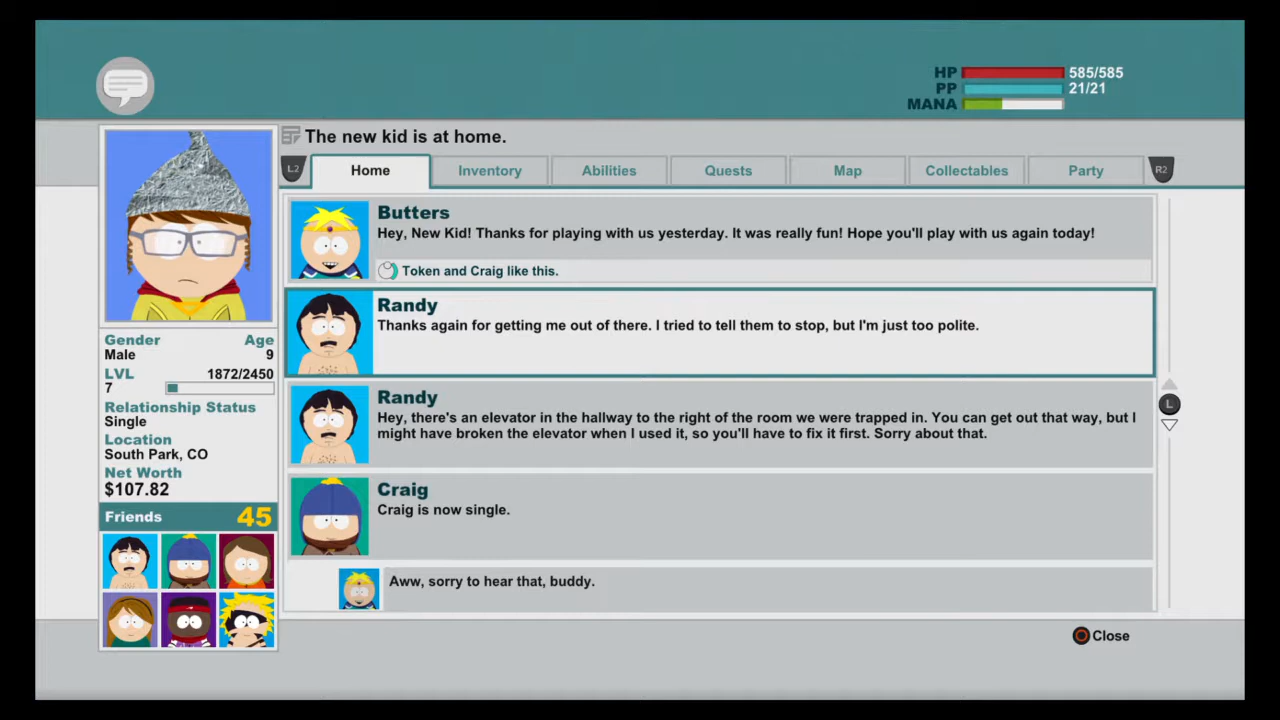 HP 585/585
PP 21/21
MANA
The new kid is at home.
L2 Home Inventory Abilities Quests Map Collectables Party R2
Gender Age
Male 9
LVL 1872/2450
7
Relationship Status
Single
Location
South Park, CO
Net Worth
$107.82
Friends 45
Butters
Hey, New Kid! Thanks for playing with us yesterday. It was really fun! Hope you'll play with us again today!
Token and Craig like this.
Randy
Thanks again for getting me out of there. I tried to tell them to stop, but I'm just too polite.
Randy
Hey, there's an elevator in the hallway to the right of the room we were trapped in. You can get out that way, but I
might have broken the elevator when I used it, so you'll have to fix it first. Sorry about that.
L
Craig
Craig is now single.
Aww, sorry to hear that, buddy.
Close